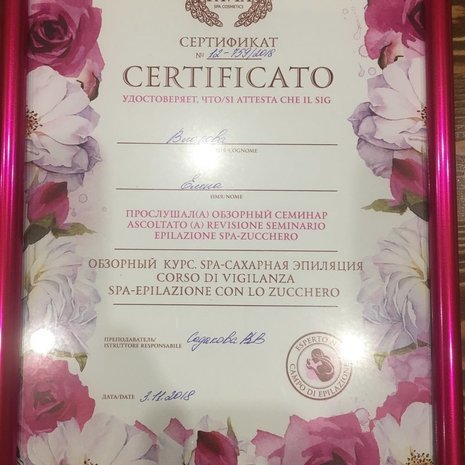 SPA COSMETICS
СЕРТИФИКАТ
№ 12-754/2018
CERTIFICATO
УДОСТОВЕРЯЕТ, ЧТО/SI ATTESTA CHE IL SIG
COGNOME
Елена
ИМЯ/NOME
ПРОСЛУШАЛ(А) ОБЗОРНЫЙ СЕМИНАР
ASCOLTATO (A) REVISIONE SEMINARIO
EPILAZIONE SPA-ZUCCHERO
ОБЗОРНЫЙ КУРС. SPA-САХАРНАЯ ЭПИЛЯЦИЯ
CORSO DI VIGILANZA
SPA-EPILAZIONE CON LO ZUCCHERO
ПРЕПОДАВАТЕЛЬ/
ISTRUTTORE RESPONSABILE
ESPERTO
CAMPO DI EPILAZIONE
ДАТА/DATE 3.11.2018